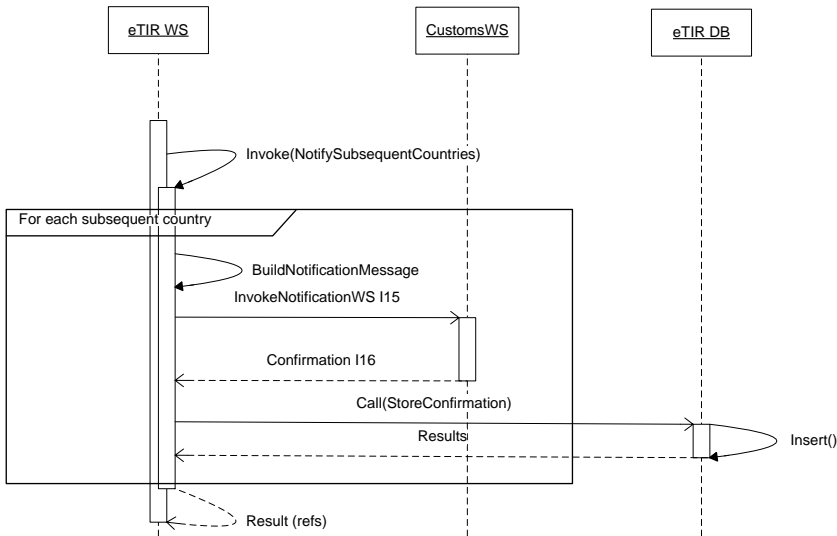 eTIR WS
CustomsWS
eTIR DB
Invoke(NotifySubsequentCountries)
For each subsequent country
BuildNotificationMessage
InvokeNotificationWS I15
Confirmation I16
Call(StoreConfirmation)
Results
Insert()
Result (refs)